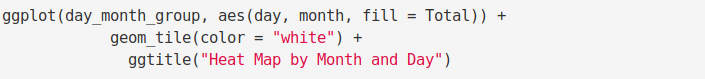 ggplot(day_month_group, aes(day, month, fill = Total)) +
geom_tile(color = "white") +
ggtitle("Heat Map by Month and Day")